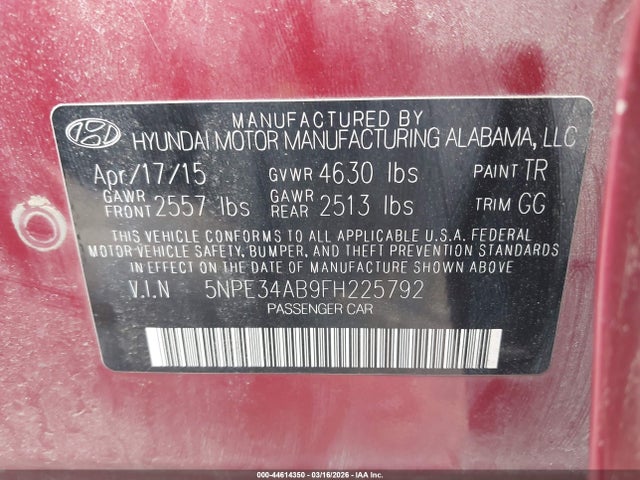 MANUFACTURED BY
HYUNDAI MOTOR MANUFACTURING ALABAMA, LLC
Apr/17/15 GVWR 4630 lbs PAINT TR
GAWR FRONT 2557 lbs GAWR REAR 2513 lbs TRIM GG
THIS VEHICLE CONFORMS TO ALL APPLICABLE U.S.A. FEDERAL
MOTOR VEHICLE SAFETY, BUMPER, AND THEFT PREVENTION STANDARDS
IN EFFECT ON THE DATE OF MANUFACTURE SHOWN ABOVE
V.I.N 5NPE34AB9FH225792
PASSENGER CAR
000-44614350 - 03/16/2026 - IAA Inc.